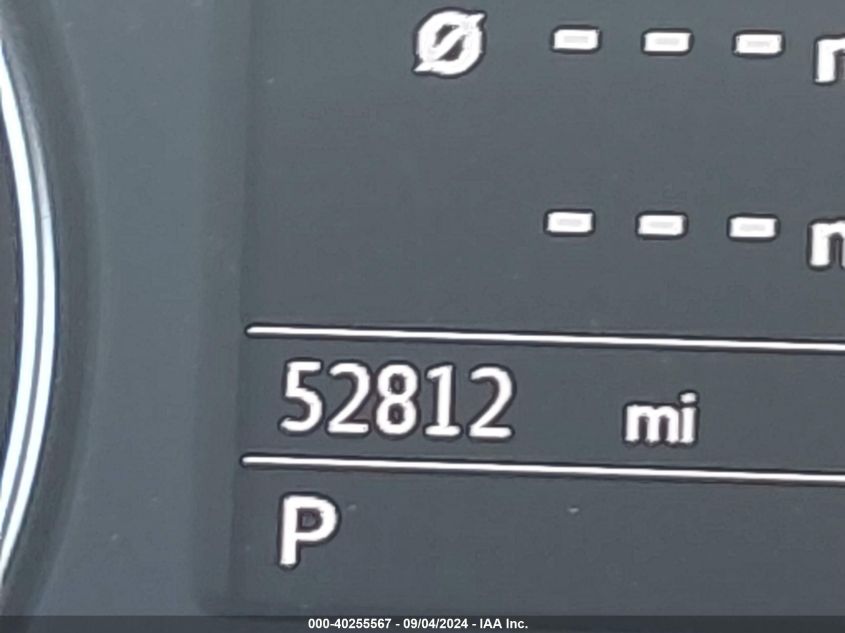 Ø - - -
- - -
52812 mi
P
000-40255567 - 09/04/2024 - IAA Inc.